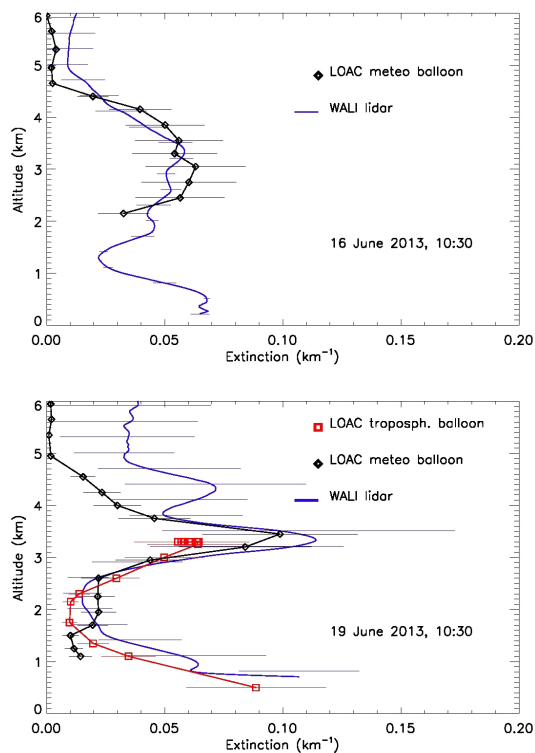 6
5
LOAC meteo balloon
4
WALI lidar
Altitude (km)
3
2
16 June 2013, 10:30
1
0
0.00 0.05 0.10 0.15 0.20
Extinction (km⁻¹)
6
LOAC troposph. balloon
5
LOAC meteo balloon
4
WALI lidar
Altitude (km)
3
2
19 June 2013, 10:30
1
0
0.00 0.05 0.10 0.15 0.20
Extinction (km⁻¹)